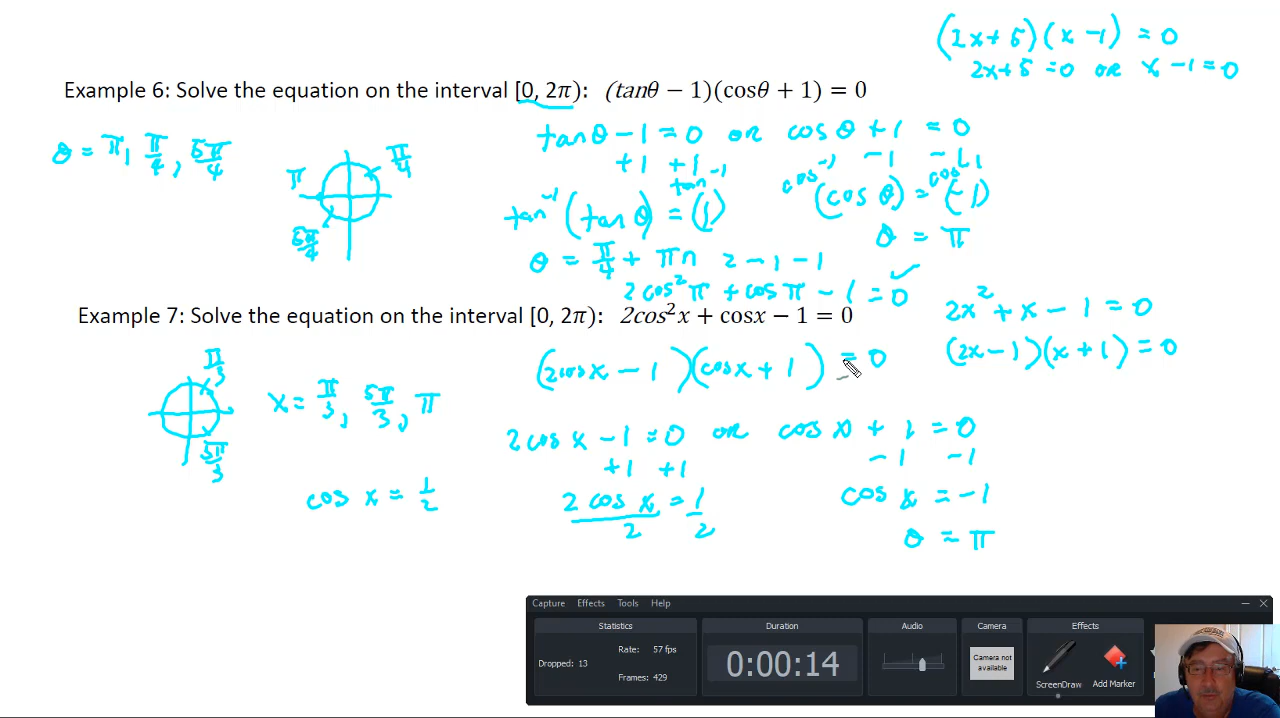 (2x + 5)(x - 1) = 0
2x+5 = 0 or x - 1 = 0
Example 6: Solve the equation on the interval [0, 2π): (tanθ − 1)(cosθ + 1) = 0
θ = π, π/4, 5π/4
π
π/4
5π/4
tan θ - 1 = 0 or cos θ + 1 = 0
+1 +1 -1 -1
tan⁻¹(tan θ) = tan⁻¹(1)
cos⁻¹(cos θ) = cos⁻¹(-1)
θ = π/4 + πn
θ = π
2 - 1 - 1
2cos²π + cos π - 1 = 0 ✓
Example 7: Solve the equation on the interval [0, 2π): 2cos²x + cosx − 1 = 0
2x² + x - 1 = 0
(2x - 1)(x + 1) = 0
(2cos x - 1)(cos x + 1) = 0
π/3
5π/3
x = π/3, 5π/3, π
2cos x - 1 = 0 or cos x + 1 = 0
+1 +1 -1 -1
cos x = 1/2
2 cos x/2 = 1/2
cos x = -1
θ = π
Capture Effects Tools Help
Statistics Duration Audio Camera Effects
Rate: 57 fps
Dropped: 13
Frames: 429
0:00:14
Camera not available
ScreenDraw Add Marker